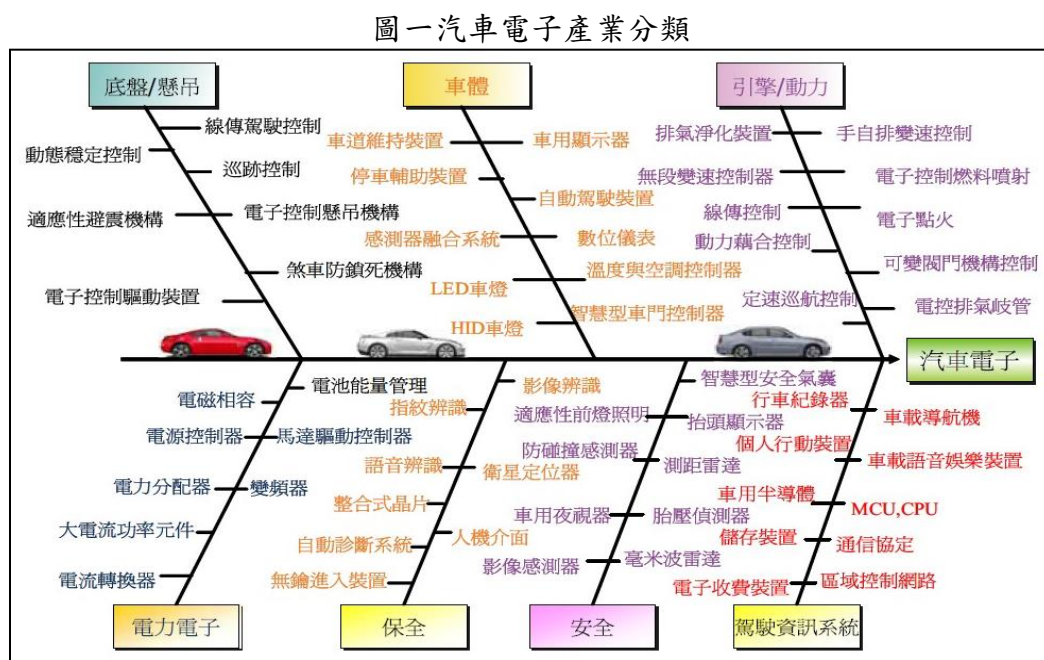 圖一汽車電子產業分類
底盤/懸吊
線傳駕駛控制
動態穩定控制
巡跡控制
適應性避震機構
電子控制懸吊機構
煞車防鎖死機構
電子控制驅動裝置
車體
車道維持裝置
車用顯示器
停車輔助裝置
自動駕駛裝置
感測器融合系統
數位儀表
溫度與空調控制器
LED車燈
智慧型車門控制器
HID車燈
引擎/動力
排氣淨化裝置
手自排變速控制
無段變速控制器
電子控制燃料噴射
線傳控制
電子點火
動力藕合控制
可變閥門機構控制
定速巡航控制
電控排氣岐管
汽車電子
電池能量管理
電磁相容
電源控制器
馬達驅動控制器
電力分配器
變頻器
大電流功率元件
電流轉換器
電力電子
影像辨識
指紋辨識
語音辨識
衛星定位器
整合式晶片
人機介面
自動診斷系統
無鑰進入裝置
保全
智慧型安全氣囊
適應性前燈照明
抬頭顯示器
防碰撞感測器
測距雷達
車用夜視器
胎壓偵測器
影像感測器
毫米波雷達
安全
行車紀錄器
車載導航機
個人行動裝置
車載語音娛樂裝置
車用半導體
MCU,CPU
儲存裝置
通信協定
電子收費裝置
區域控制網路
駕駛資訊系統